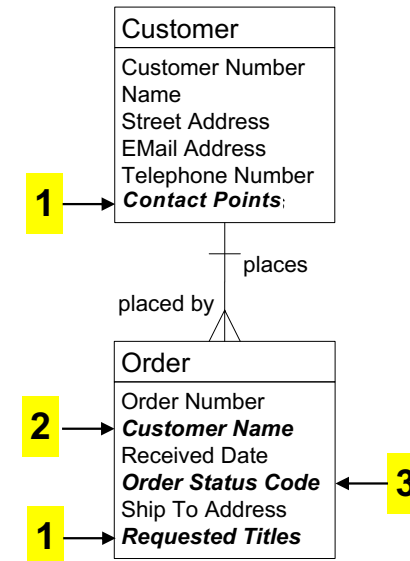 Customer
Customer Number
Name
Street Address
EMail Address
Telephone Number
1
Contact Points
places
placed by
Order
Order Number
2
Customer Name
Received Date
Order Status Code
3
Ship To Address
1
Requested Titles